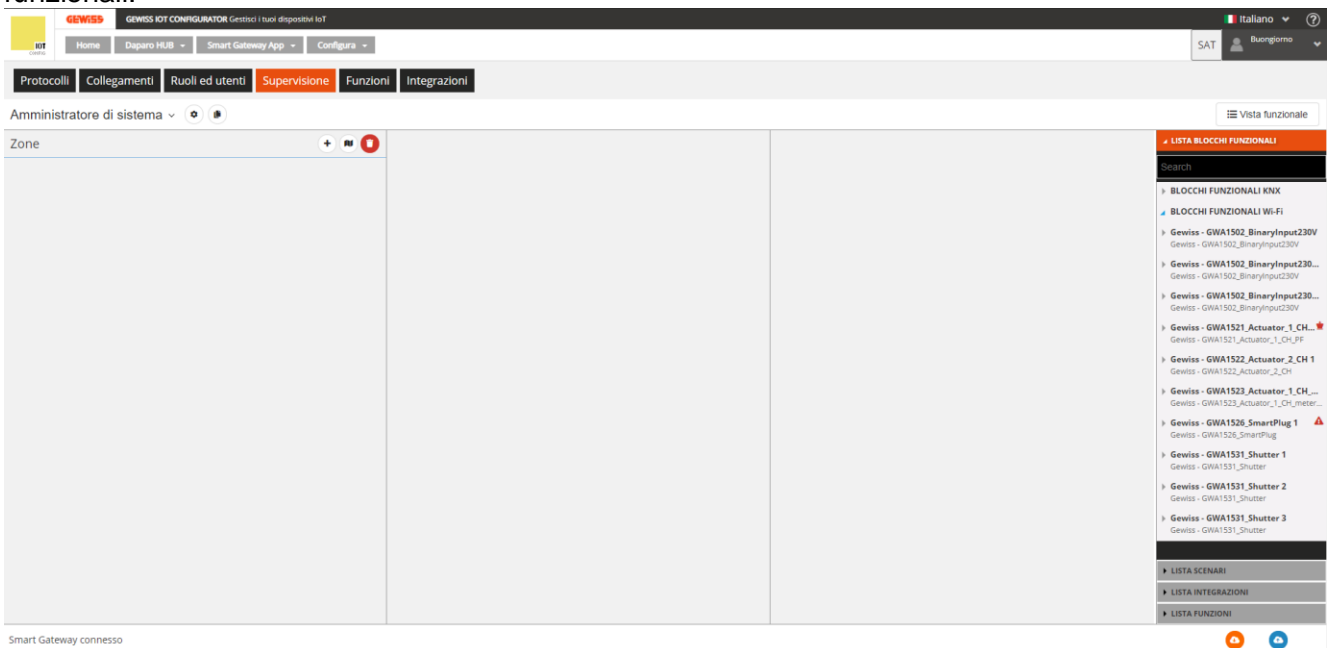 funzionali.
GEWISS GEWISS IOT CONFIGURATOR Gestisci i tuoi dispositivi IoT
Italiano
IOT
CONFIG
Home Daparo HUB Smart Gateway App Configura
SAT Buongiorno
Protocolli Collegamenti Ruoli ed utenti Supervisione Funzioni Integrazioni
Amministratore di sistema
Vista funzionale
Zone
LISTA BLOCCHI FUNZIONALI
Search
BLOCCHI FUNZIONALI KNX
BLOCCHI FUNZIONALI Wi-Fi
Gewiss - GWA1502_BinaryInput230V
Gewiss - GWA1502_BinaryInput230V
Gewiss - GWA1502_BinaryInput230...
Gewiss - GWA1502_BinaryInput230V
Gewiss - GWA1502_BinaryInput230...
Gewiss - GWA1502_BinaryInput230V
Gewiss - GWA1521_Actuator_1_CH...
Gewiss - GWA1521_Actuator_1_CH_PF
Gewiss - GWA1522_Actuator_2_CH 1
Gewiss - GWA1522_Actuator_2_CH
Gewiss - GWA1523_Actuator_1_CH_...
Gewiss - GWA1523_Actuator_1_CH_meter...
Gewiss - GWA1526_SmartPlug 1
Gewiss - GWA1526_SmartPlug
Gewiss - GWA1531_Shutter 1
Gewiss - GWA1531_Shutter
Gewiss - GWA1531_Shutter 2
Gewiss - GWA1531_Shutter
Gewiss - GWA1531_Shutter 3
Gewiss - GWA1531_Shutter
LISTA SCENARI
LISTA INTEGRAZIONI
LISTA FUNZIONI
Smart Gateway connesso